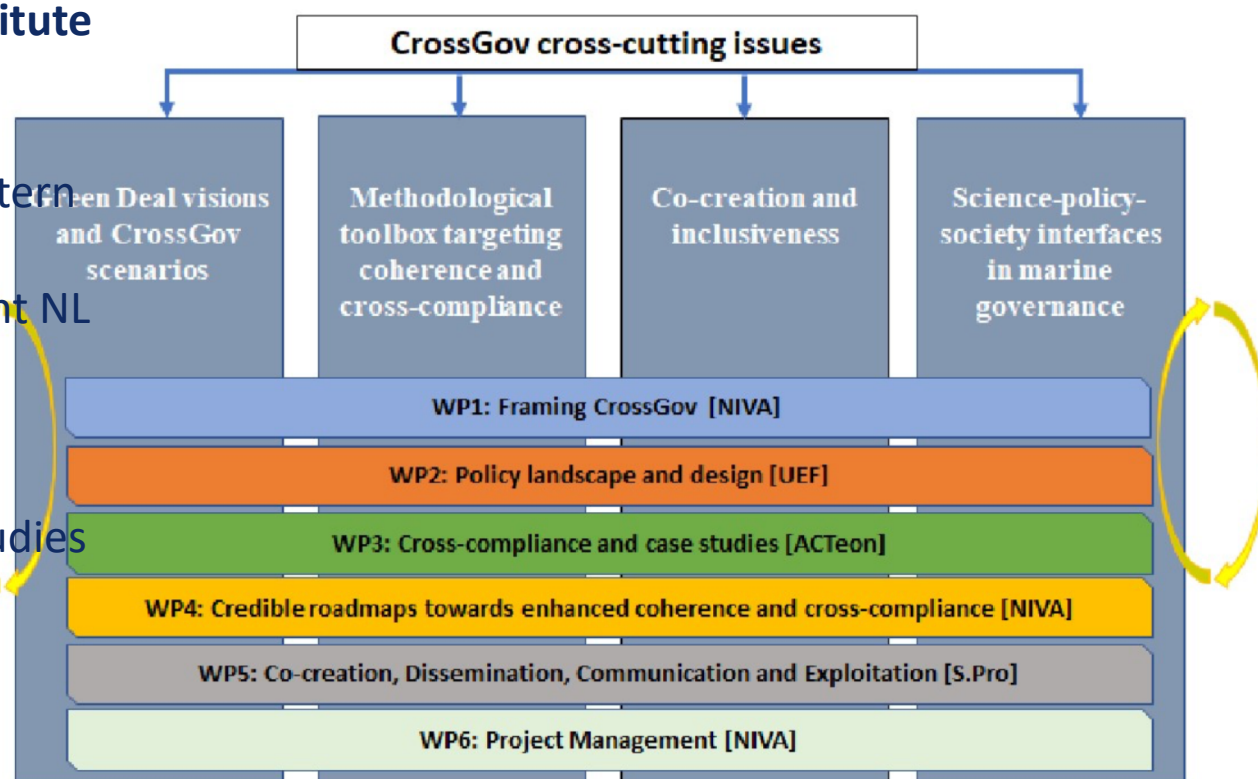 itute
CrossGov cross-cutting issues
tern
nt NL
udies
Green Deal visions
and CrossGov
scenarios
Methodological
toolbox targeting
coherence and
cross-compliance
Co-creation and
inclusiveness
Science-policy-
society interfaces
in marine
governance
WP1: Framing CrossGov [NIVA]
WP2: Policy landscape and design [UEF]
WP3: Cross-compliance and case studies [ACTeon]
WP4: Credible roadmaps towards enhanced coherence and cross-compliance [NIVA]
WP5: Co-creation, Dissemination, Communication and Exploitation [S.Pro]
WP6: Project Management [NIVA]